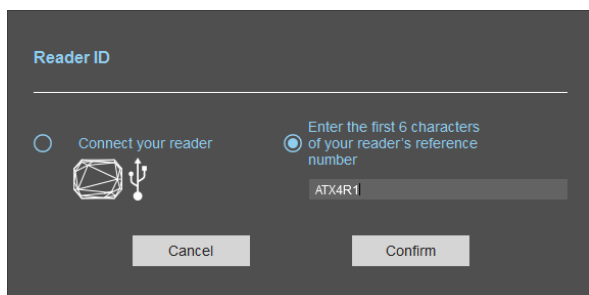 Reader ID
Connect your reader
Enter the first 6 characters
of your reader's reference
number
ATX4R1
Cancel
Confirm